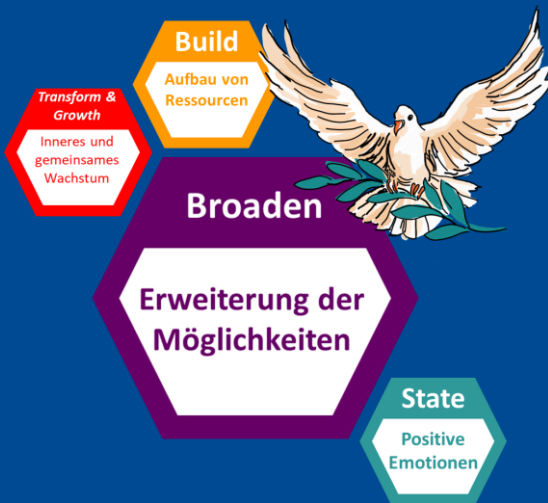 Build
Aufbau von
Ressourcen
Transform &
Growth
Inneres und
gemeinsames
Wachstum
Broaden
Erweiterung der
Möglichkeiten
State
Positive
Emotionen